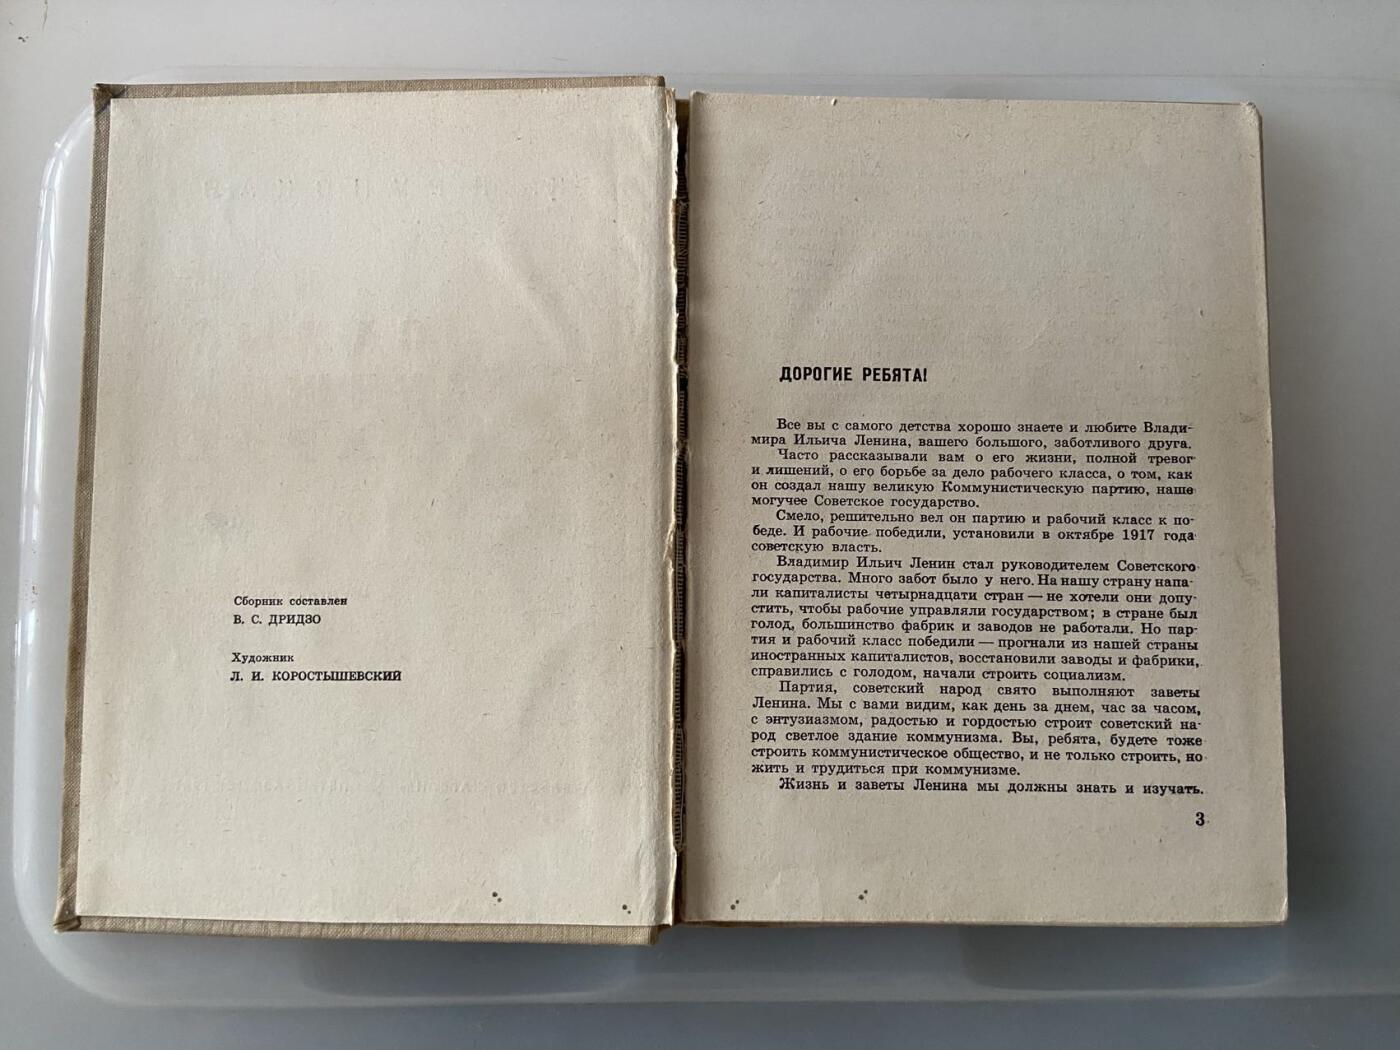 Сборник составлен
В. С. ДРИДЗО
Художник
Л. И. КОРОСТЫШЕВСКИЙ
ДОРОГИЕ РЕБЯТА!
Все вы с самого детства хорошо знаете и любите Влади-
мира Ильича Ленина, вашего большого, заботливого друга.
Часто рассказывали вам о его жизни, полной тревог
и лишений, о его борьбе за дело рабочего класса, о том, как
он создал нашу великую Коммунистическую партию, наше
могучее Советское государство.
Смело, решительно вел он партию и рабочий класс к по-
беде. И рабочие победили, установили в октябре 1917 года
советскую власть.
Владимир Ильич Ленин стал руководителем Советского
государства. Много забот было у него. На нашу страну напа-
ли капиталисты четырнадцати стран — не хотели они допу-
стить, чтобы рабочие управляли государством; в стране был
голод, большинство фабрик и заводов не работали. Но пар-
тия и рабочий класс победили — прогнали из нашей страны
иностранных капиталистов, восстановили заводы и фабрики,
справились с голодом, начали строить социализм.
Партия, советский народ свято выполняют заветы
Ленина. Мы с вами видим, как день за днем, час за часом,
с энтузиазмом, радостью и гордостью строит советский на-
род светлое здание коммунизма. Вы, ребята, будете тоже
строить коммунистическое общество, и не только строить, но
жить и трудиться при коммунизме.
Жизнь и заветы Ленина мы должны знать и изучать.
3